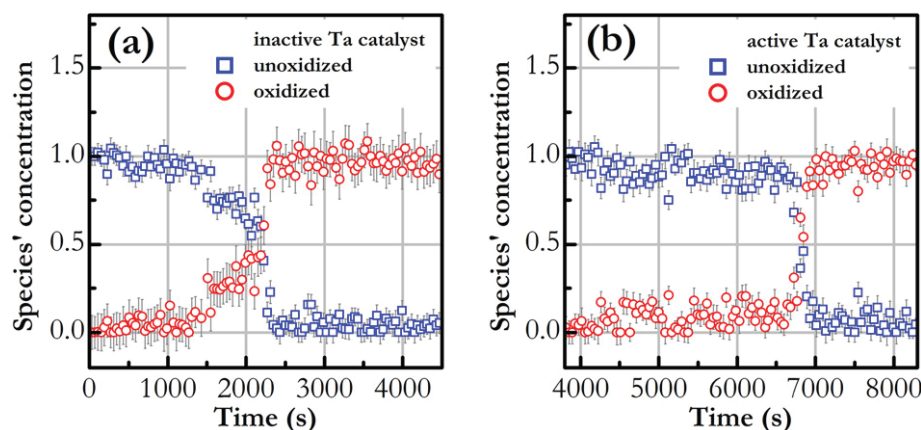 (a)
inactive Ta catalyst
unoxidized
oxidized
1.5
1.0
0.5
0.0
Species' concentration
0 1000 2000 3000 4000
Time (s)
(b)
active Ta catalyst
unoxidized
oxidized
1.5
1.0
0.5
0.0
Species' concentration
4000 5000 6000 7000 8000
Time (s)